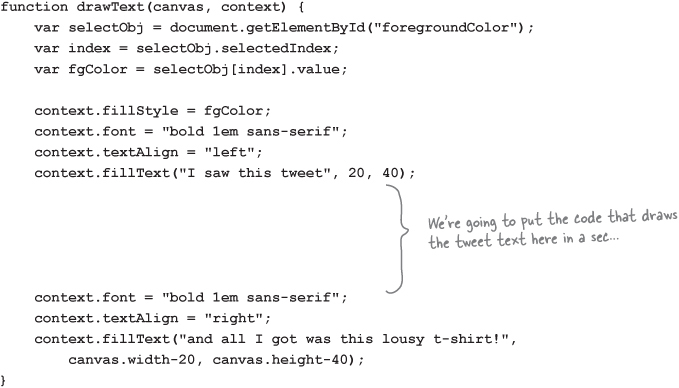 function drawText(canvas, context) {
    var selectObj = document.getElementById("foregroundColor");
    var index = selectObj.selectedIndex;
    var fgColor = selectObj[index].value;

    context.fillStyle = fgColor;
    context.font = "bold 1em sans-serif";
    context.textAlign = "left";
    context.fillText("I saw this tweet", 20, 40);

We're going to put the code that draws
the tweet text here in a sec...

    context.font = "bold 1em sans-serif";
    context.textAlign = "right";
    context.fillText("and all I got was this lousy t-shirt!",
        canvas.width-20, canvas.height-40);
}